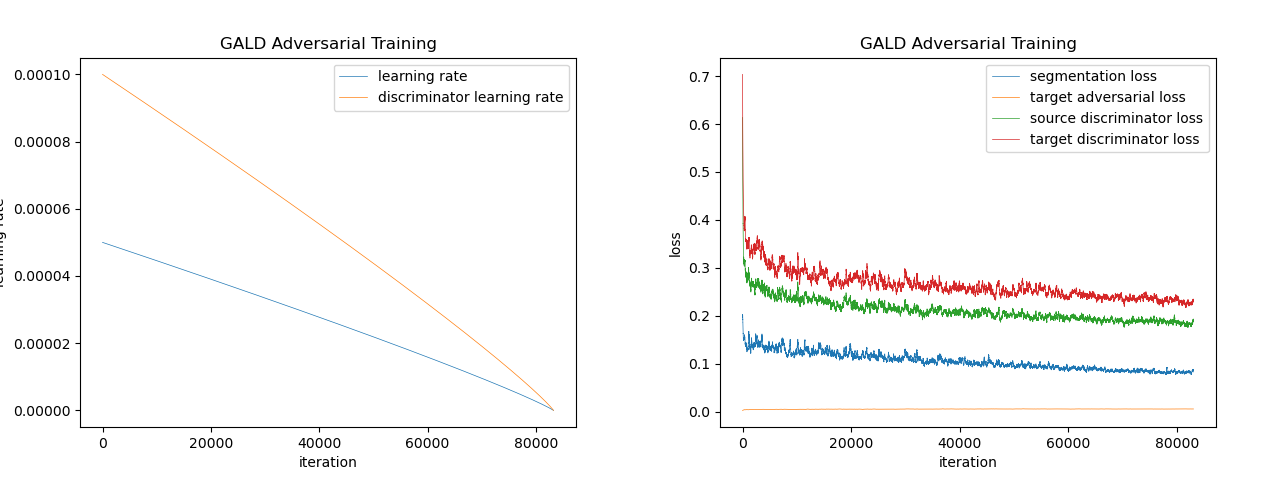 GALD Adversarial Training
learning rate
discriminator learning rate
0.00010
0.00008
0.00006
0.00004
0.00002
0.00000
0
20000
40000
60000
80000
iteration
GALD Adversarial Training
segmentation loss
target adversarial loss
source discriminator loss
target discriminator loss
loss
0.7
0.6
0.5
0.4
0.3
0.2
0.1
0.0
0
20000
40000
60000
80000
iteration